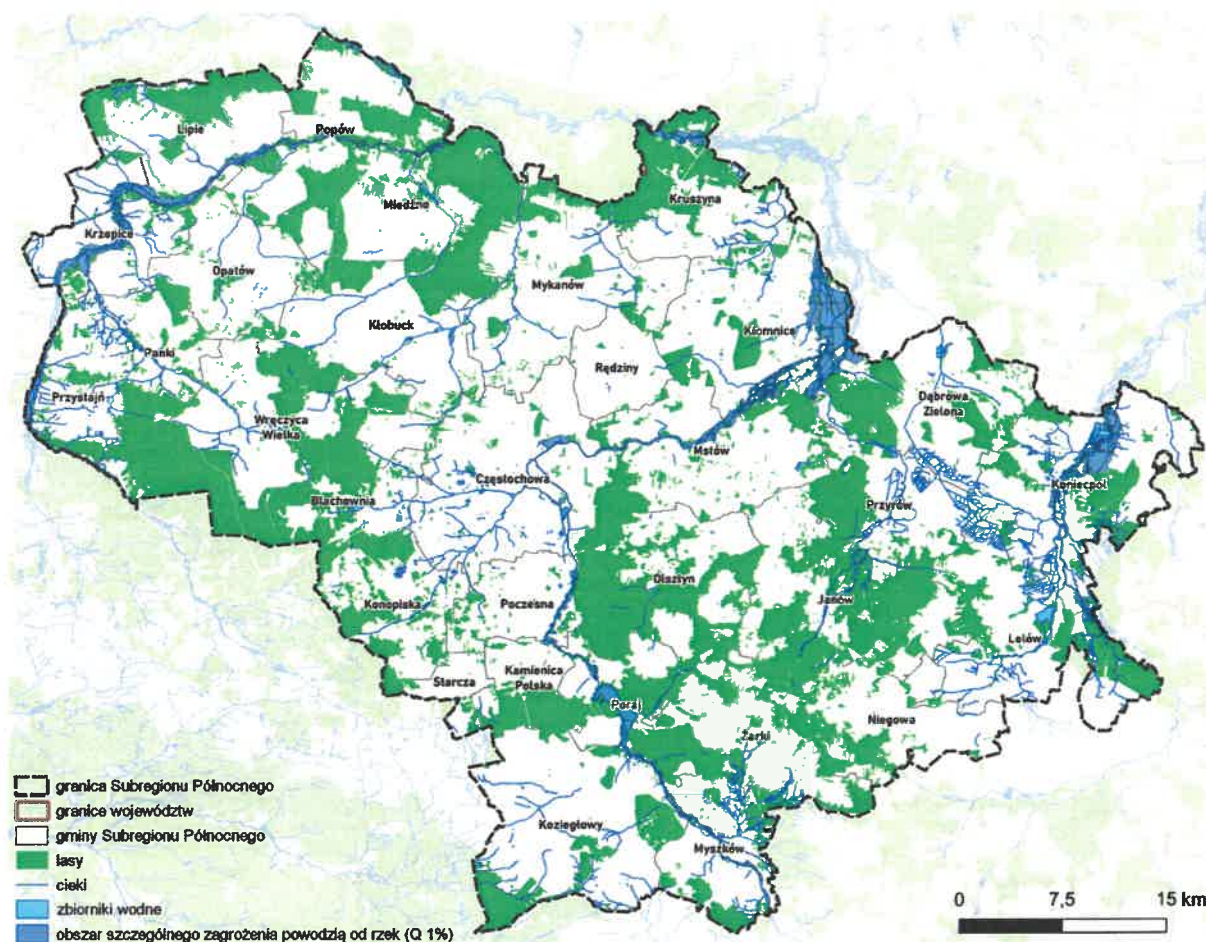 Lipie
Popów
Miedźno
Kruszyna
Krzepice
Opatów
Mykanów
Kłobuck
Kłomnice
Panki
Rędziny
Przystajń
Dąbrowa
Zielona
Wręczyca
Wielka
Mstów
Częstochowa
Koniecpol
Blachownia
Przyrów
Olsztyn
Konopiska
Poczesna
Janów
Lelów
Starcza
Kamienica
Polska
Poraj
Niegowa
Żarki
Koziegłowy
Myszków
granica Subregionu Północnego
granice województw
gminy Subregionu Północnego
lasy
cieki
zbiorniki wodne
obszar szczególnego zagrożenia powodzią od rzek (Q 1%)
0 7,5 15 km